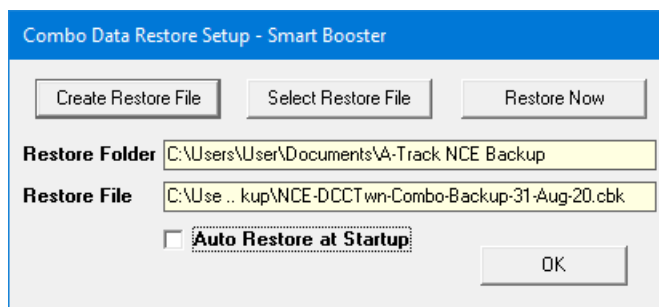 Combo Data Restore Setup - Smart Booster
Create Restore File Select Restore File Restore Now
Restore Folder C:\Users\User\Documents\A-Track NCE Backup
Restore File C:\Use .. kup\NCE-DCCTwn-Combo-Backup-31-Aug-20.cbk
Auto Restore at Startup
OK